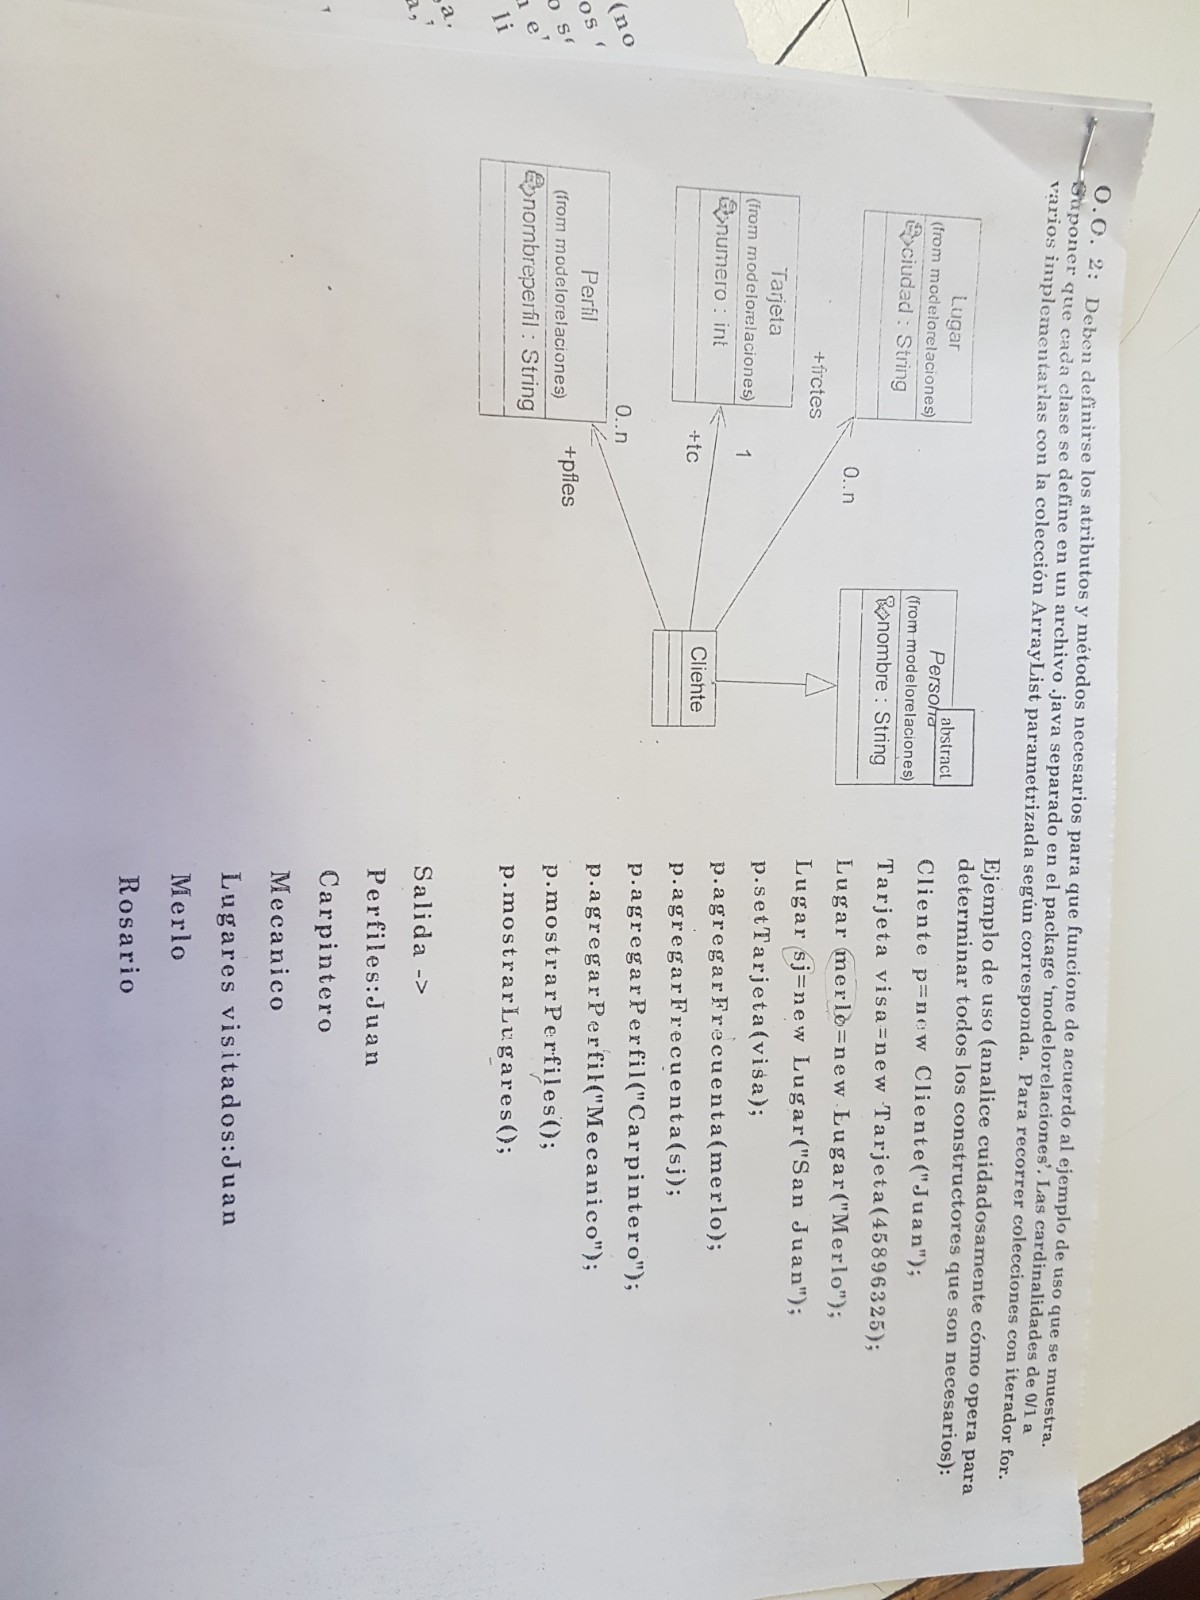 O.O. 2: Deben definirse los atributos y métodos necesarios para que funcione de acuerdo al ejemplo de uso que se muestra.
Suponer que cada clase se define en un archivo .java separado en el package ‘modelorelaciones’. Las cardinalidades de 0/1 a
varios implementarlas con la colección ArrayList parametrizada según corresponda. Para recorrer colecciones con iterador for.
Lugar
(from modelorelaciones)
ciudad : String
abstract
Persona
(from modelorelaciones)
nombre : String
0..n
+frctes
Tarjeta
(from modelorelaciones)
numero : int
1
+tc
Cliente
0..n
+pfles
Perfil
(from modelorelaciones)
nombreperfil : String
Ejemplo de uso (analice cuidadosamente cómo opera para
determinar todos los constructores que son necesarios):
Cliente p=new Cliente("Juan");
Tarjeta visa=new Tarjeta(45896325);
Lugar merlo=new Lugar("Merlo");
Lugar sj=new Lugar("San Juan");
p.setTarjeta(visa);
p.agregarFrecuenta(merlo);
p.agregarFrecuenta(sj);
p.agregarPerfil("Carpintero");
p.agregarPerfil("Mecanico");
p.mostrarPerfiles();
p.mostrarLugares();
Salida ->
Perfiles:Juan
Carpintero
Mecanico
Lugares visitados:Juan
Merlo
Rosario
(no
os
li